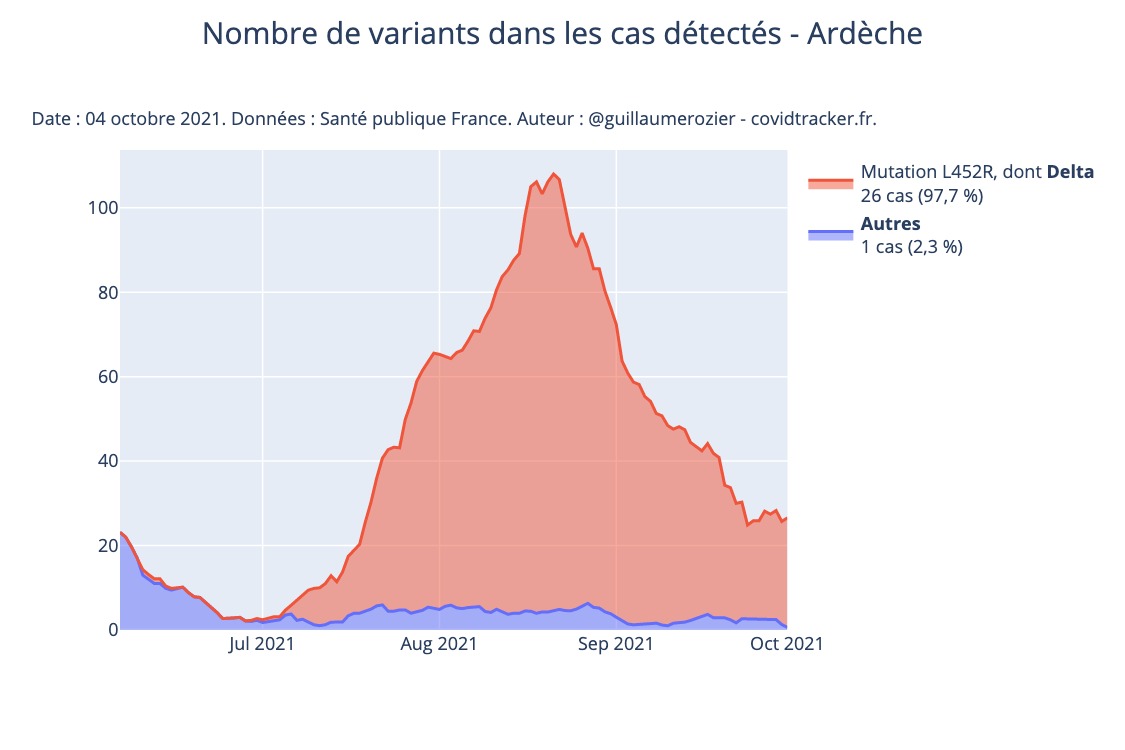 Nombre de variants dans les cas détectés - Ardèche
Date : 04 octobre 2021. Données : Santé publique France. Auteur : @guillaumerozier - covidtracker.fr.
Mutation L452R, dont Delta
26 cas (97,7 %)
Autres
1 cas (2,3 %)
100
80
60
40
20
0
Jul 2021
Aug 2021
Sep 2021
Oct 2021